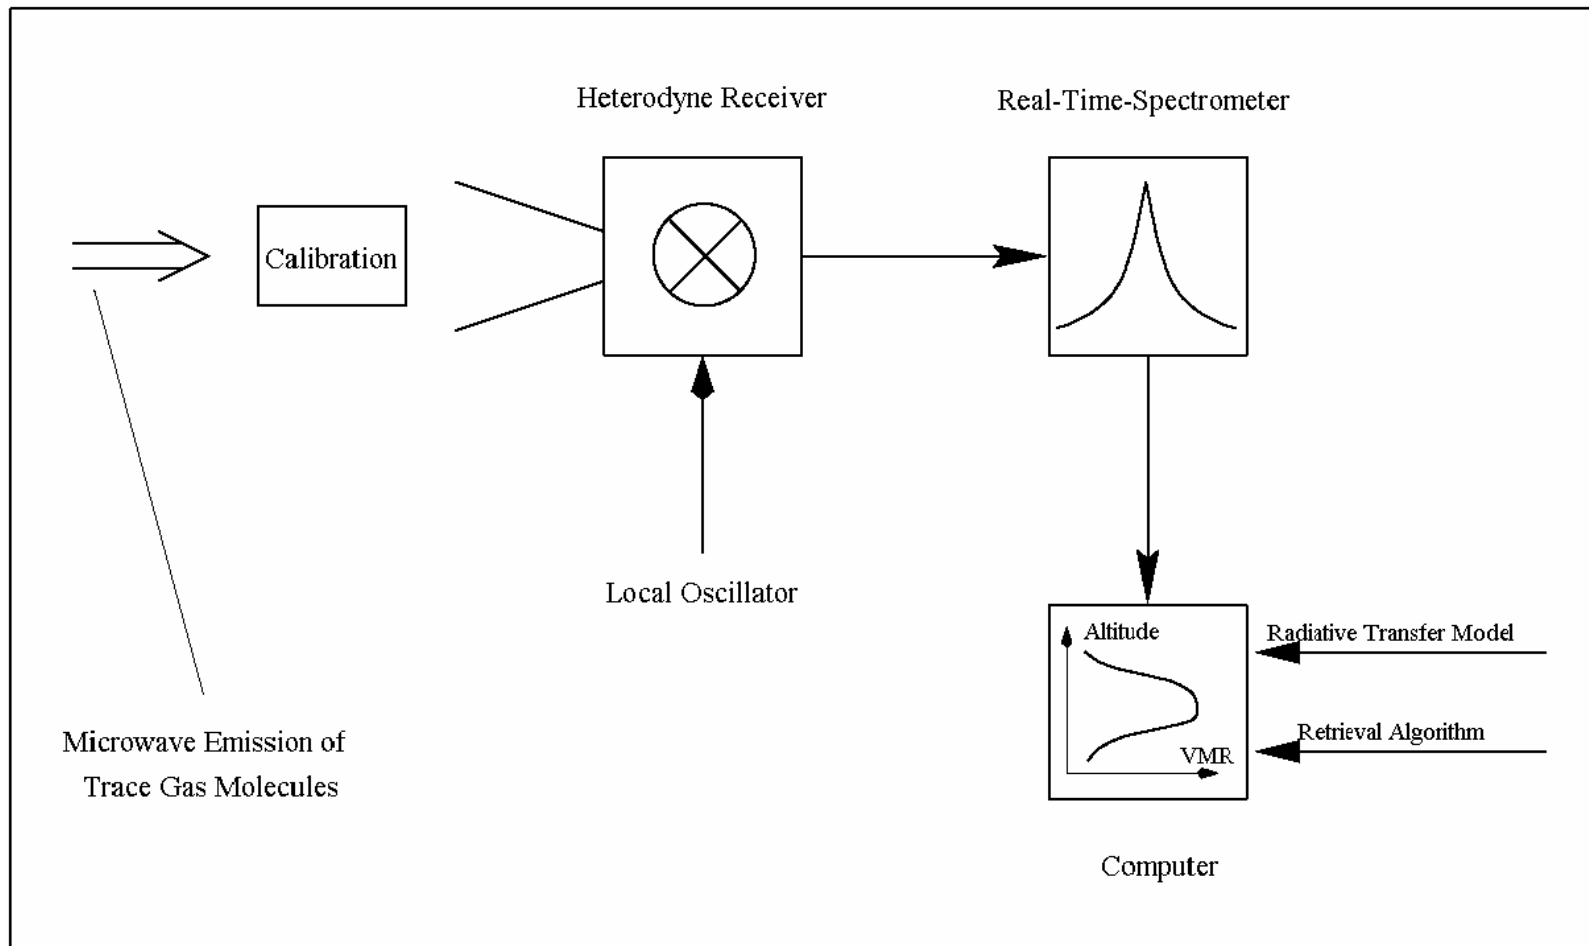 Heterodyne Receiver
Real-Time-Spectrometer
Calibration
Local Oscillator
Altitude
Radiative Transfer Model
Microwave Emission of
Trace Gas Molecules
Retrieval Algorithm
VMR
Computer